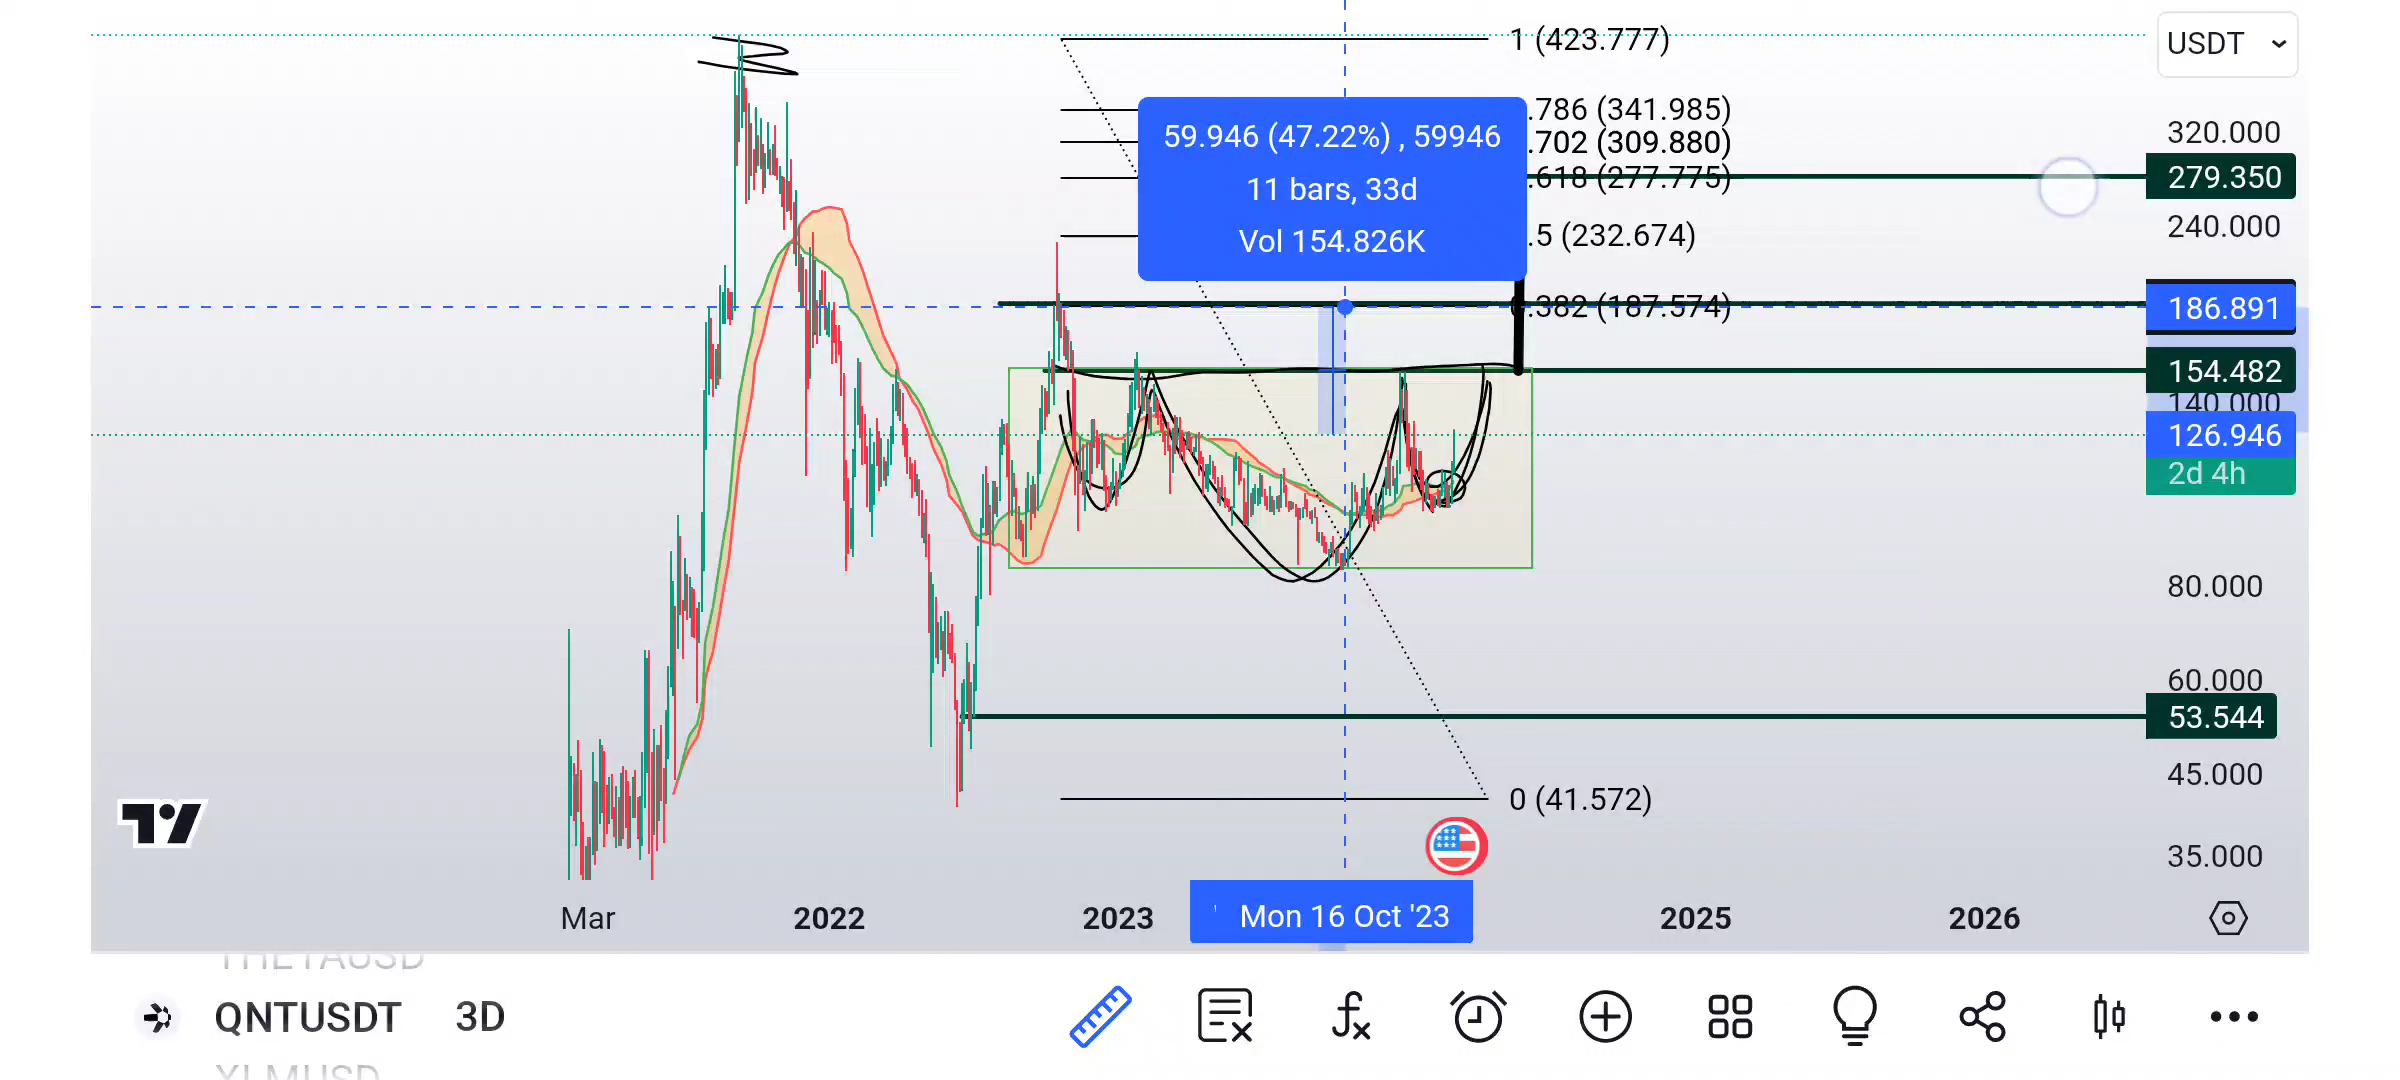 1 (423.777)
USDT
.786 (341.985)
59.946 (47.22%) , 59946
11 bars, 33d
Vol 154.826K
.702 (309.880)
320.000
.618 (277.775)
279.350
.5 (232.674)
240.000
0.382 (187.574)
186.891
154.482
140.000
126.946
2d 4h
80.000
60.000
53.544
45.000
0 (41.572)
35.000
Mar
2022
2023
Mon 16 Oct '23
2025
2026
THETAUSD
QNTUSDT 3D
XLMUSD